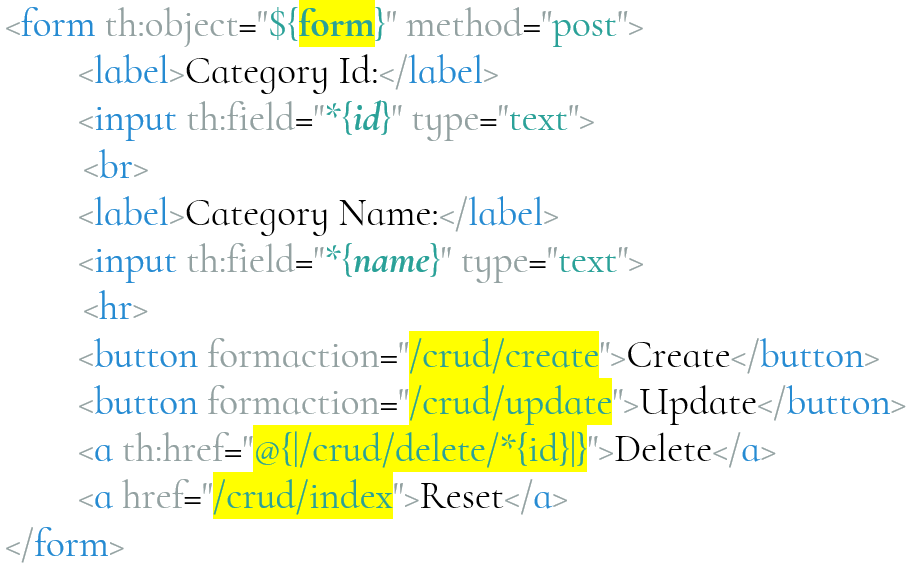 <form th:object="${form}" method="post">
<label>Category Id:</label>
<input th:field="*{id}" type="text">
<br>
<label>Category Name:</label>
<input th:field="*{name}" type="text">
<hr>
<button formaction="/crud/create">Create</button>
<button formaction="/crud/update">Update</button>
<a th:href="@{|/crud/delete/*{id}|}">Delete</a>
<a href="/crud/index">Reset</a>
</form>